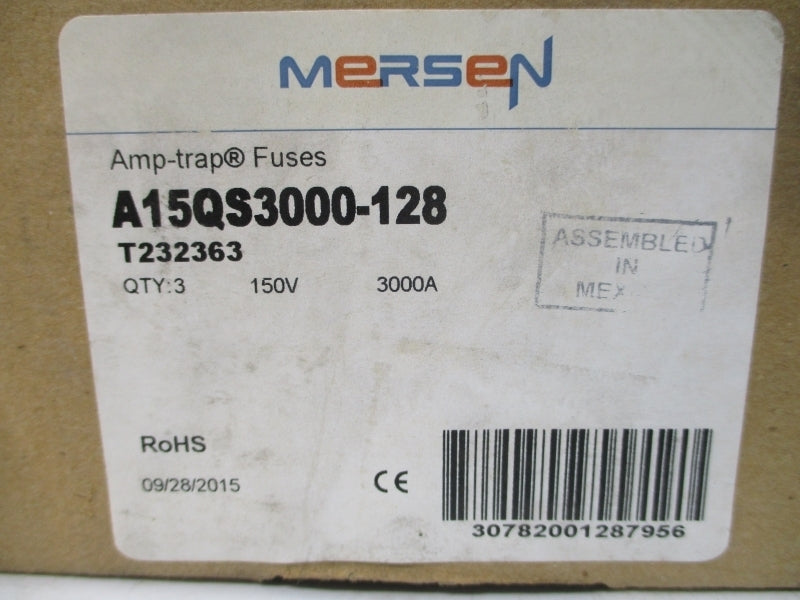 MERSEN
Amp-trap® Fuses
A15QS3000-128
T232363
QTY:3 150V 3000A
ASSEMBLED
IN
RoHS
09/28/2015
CE
30782001287956